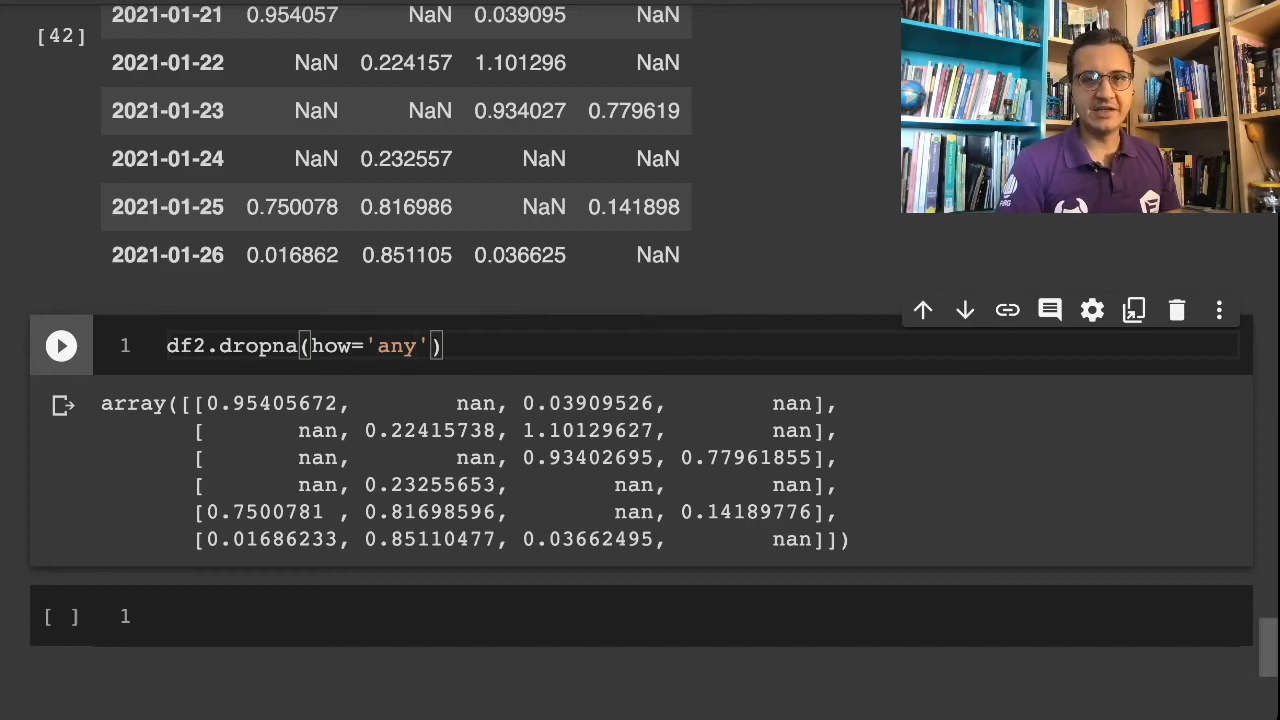 2021-01-21 0.954057 NaN 0.039095 NaN
[42]
2021-01-22 NaN 0.224157 1.101296 NaN
2021-01-23 NaN NaN 0.934027 0.779619
2021-01-24 NaN 0.232557 NaN NaN
2021-01-25 0.750078 0.816986 NaN 0.141898
2021-01-26 0.016862 0.851105 0.036625 NaN
1 df2.dropna(how='any')
array([[0.95405672, nan, 0.03909526, nan],
[ nan, 0.22415738, 1.10129627, nan],
[ nan, nan, 0.93402695, 0.77961855],
[ nan, 0.23255653, nan, nan],
[0.7500781 , 0.81698596, nan, 0.14189776],
[0.01686233, 0.85110477, 0.03662495, nan]])
[ ] 1